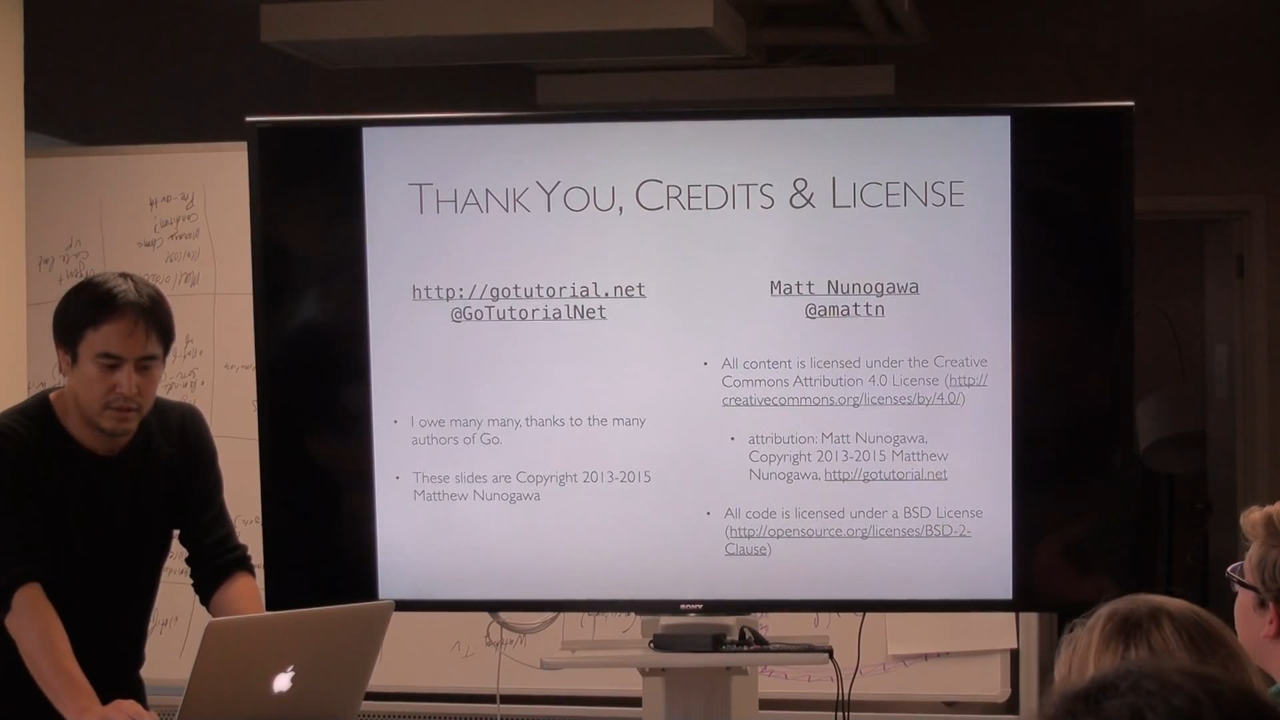 THANK YOU, CREDITS & LICENSE
http://gotutorial.net
@GoTutorialNet
• I owe many many, thanks to the many
authors of Go.
• These slides are Copyright 2013-2015
Matthew Nunogawa
Matt Nunogawa
@amattn
• All content is licensed under the Creative
Commons Attribution 4.0 License (http://
creativecommons.org/licenses/by/4.0/)
• attribution: Matt Nunogawa,
Copyright 2013-2015 Matthew
Nunogawa, http://gotutorial.net
• All code is licensed under a BSD License
(http://opensource.org/licenses/BSD-2-
Clause)
SONY